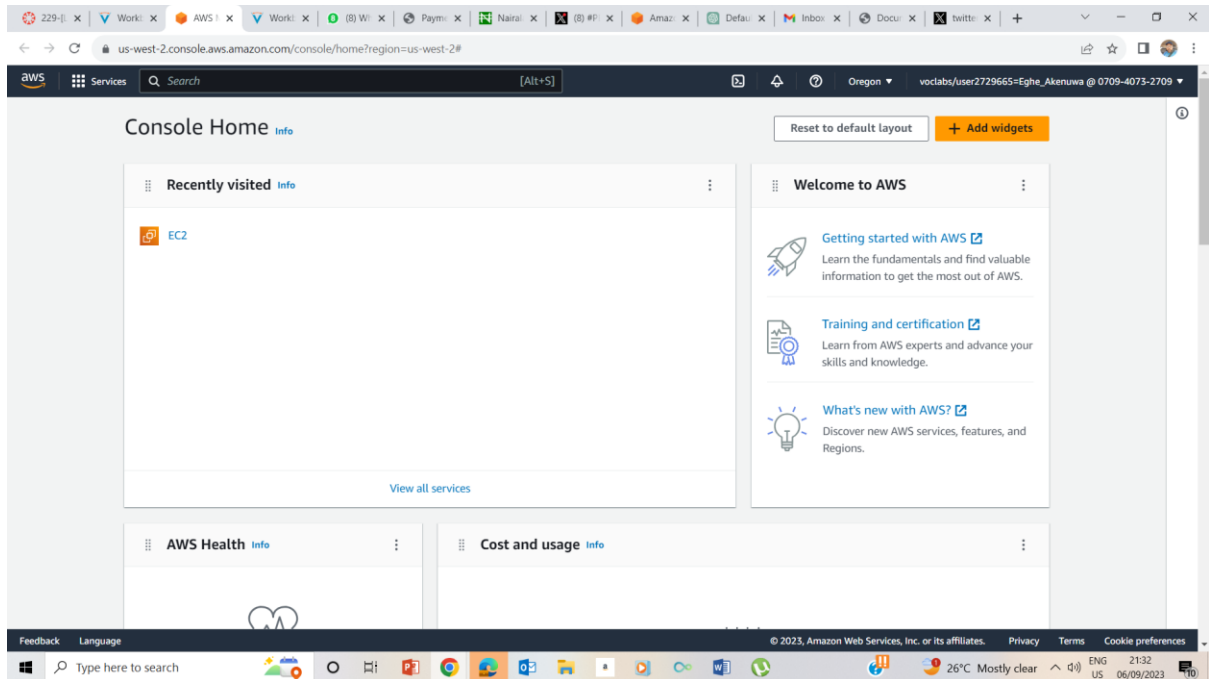 229-[L
Workb
AWS M
Workb
(8) Wh
Payme
Nairal
(8) #Pi
Amaz
Defau
Inbox
Docur
twitte
us-west-2.console.aws.amazon.com/console/home?region=us-west-2#
aws
Services
Search
[Alt+S]
Oregon
voclabs/user2729665=Eghe_Akenuwa @ 0709-4073-2709
Console Home Info
Reset to default layout
+ Add widgets
Recently visited Info
EC2
View all services
Welcome to AWS
Getting started with AWS
Learn the fundamentals and find valuable
information to get the most out of AWS.
Training and certification
Learn from AWS experts and advance your
skills and knowledge.
What's new with AWS?
Discover new AWS services, features, and
Regions.
AWS Health Info
Cost and usage Info
Feedback
Language
© 2023, Amazon Web Services, Inc. or its affiliates.
Privacy
Terms
Cookie preferences
Type here to search
26°C Mostly clear
ENG
US
21:32
06/09/2023